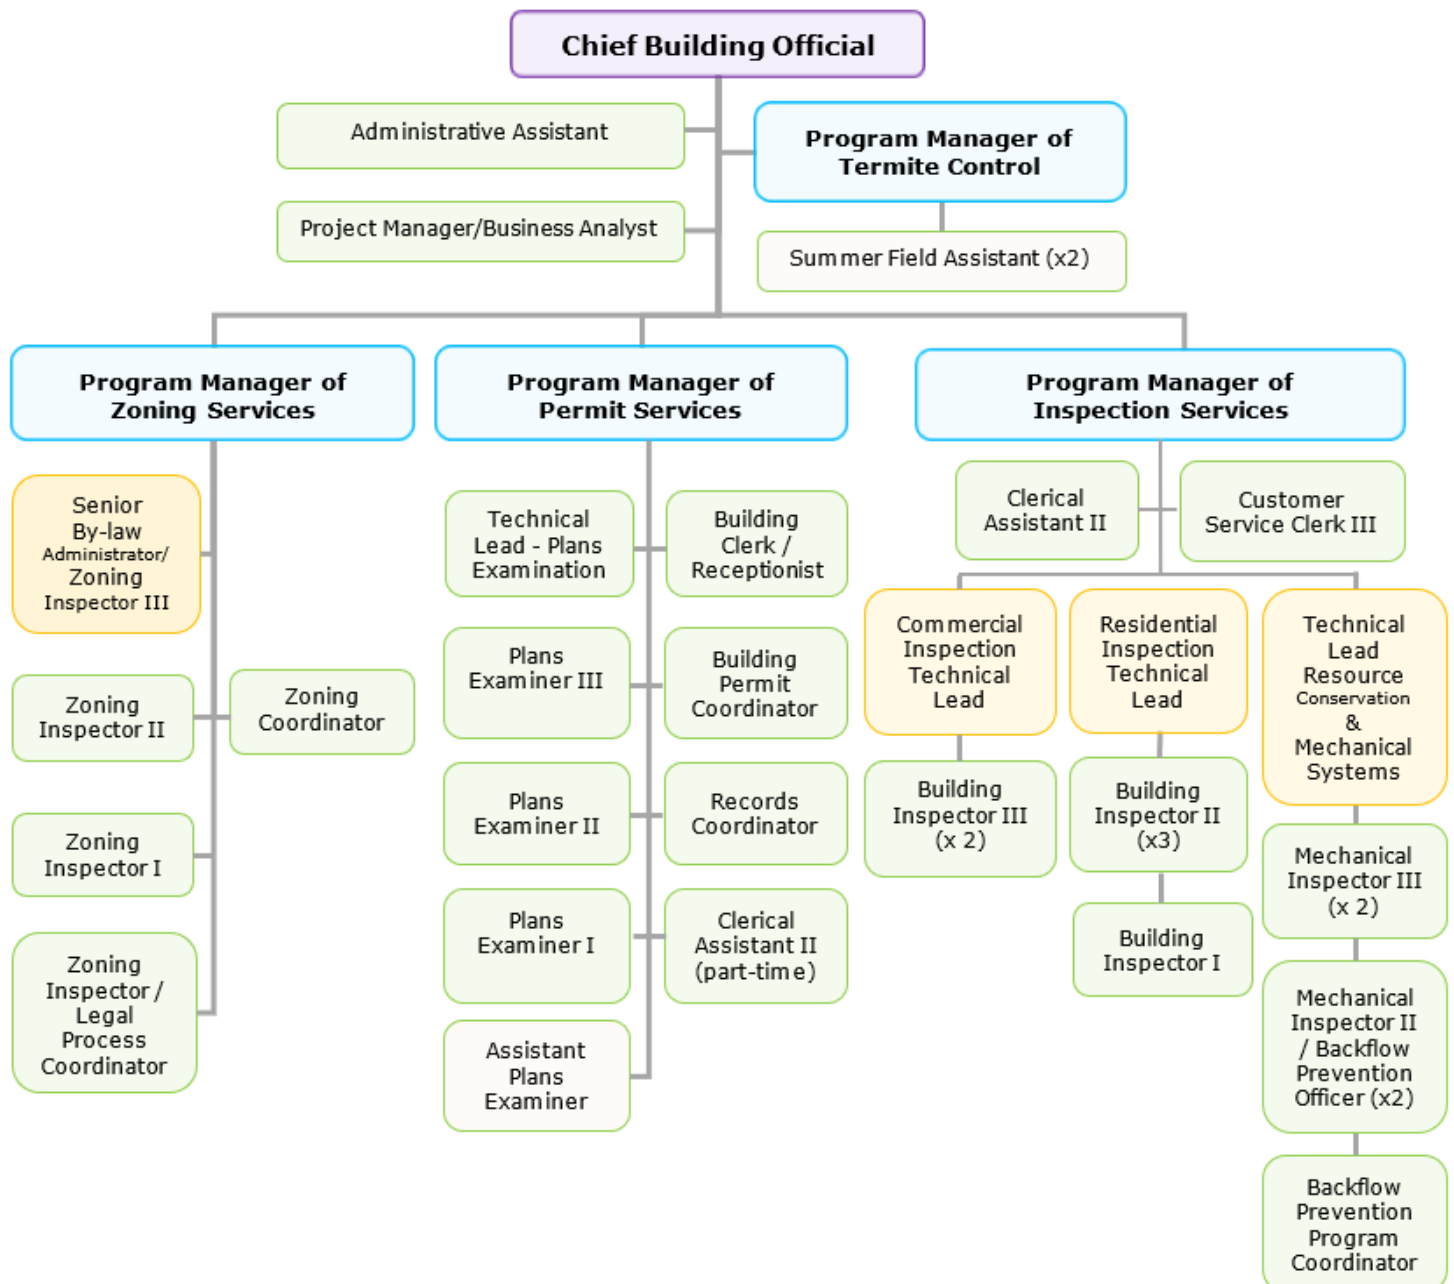 Chief Building Official
Administrative Assistant
Program Manager of
Termite Control
Project Manager/Business Analyst
Summer Field Assistant (x2)
Program Manager of
Zoning Services
Program Manager of
Permit Services
Program Manager of
Inspection Services
Senior
By-law
Administrator/
Zoning
Inspector III
Zoning
Inspector II
Zoning
Coordinator
Zoning
Inspector I
Zoning
Inspector /
Legal
Process
Coordinator
Technical
Lead - Plans
Examination
Building
Clerk /
Receptionist
Plans
Examiner III
Building
Permit
Coordinator
Plans
Examiner II
Records
Coordinator
Plans
Examiner I
Clerical
Assistant II
(part-time)
Assistant
Plans
Examiner
Clerical
Assistant II
Customer
Service Clerk III
Commercial
Inspection
Technical
Lead
Building
Inspector III
(x 2)
Residential
Inspection
Technical
Lead
Building
Inspector II
(x3)
Building
Inspector I
Technical
Lead
Resource
Conservation
&
Mechanical
Systems
Mechanical
Inspector III
(x 2)
Mechanical
Inspector II
/ Backflow
Prevention
Officer (x2)
Backflow
Prevention
Program
Coordinator